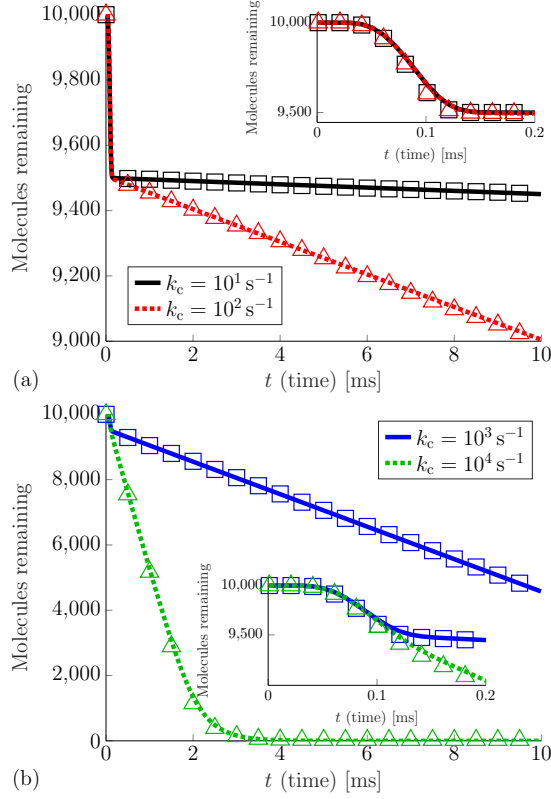 10,000
9,800
9,600
9,400
9,200
9,000
Molecules remaining
0
2
4
6
8
10
t (time) [ms]
k_c = 10^1 s^−1
k_c = 10^2 s^−1
10,000
9,500
Molecules remaining
0
0.1
0.2
t (time) [ms]
(a)
10,000
8,000
6,000
4,000
2,000
0
Molecules remaining
0
2
4
6
8
10
t (time) [ms]
k_c = 10^3 s^−1
k_c = 10^4 s^−1
10,000
9,500
Molecules remaining
0
0.1
0.2
t (time) [ms]
(b)